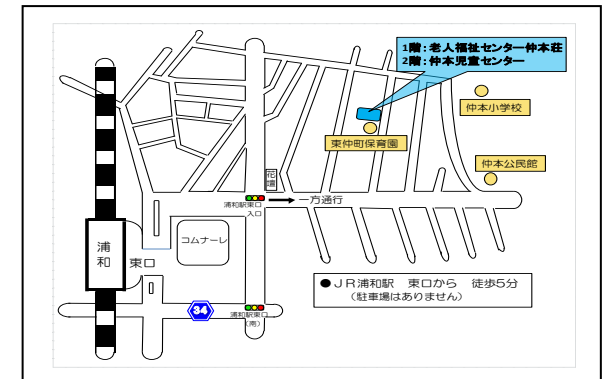 1階：老人福祉センター仲本荘
2階：仲本児童センター
仲本小学校
東仲町保育園
仲本公民館
花壇
浦和駅東口
入口
一方通行
コムナーレ
浦和
東口
●JR浦和駅　東口から　徒歩5分
（駐車場はありません）
34
浦和駅東口
（南）